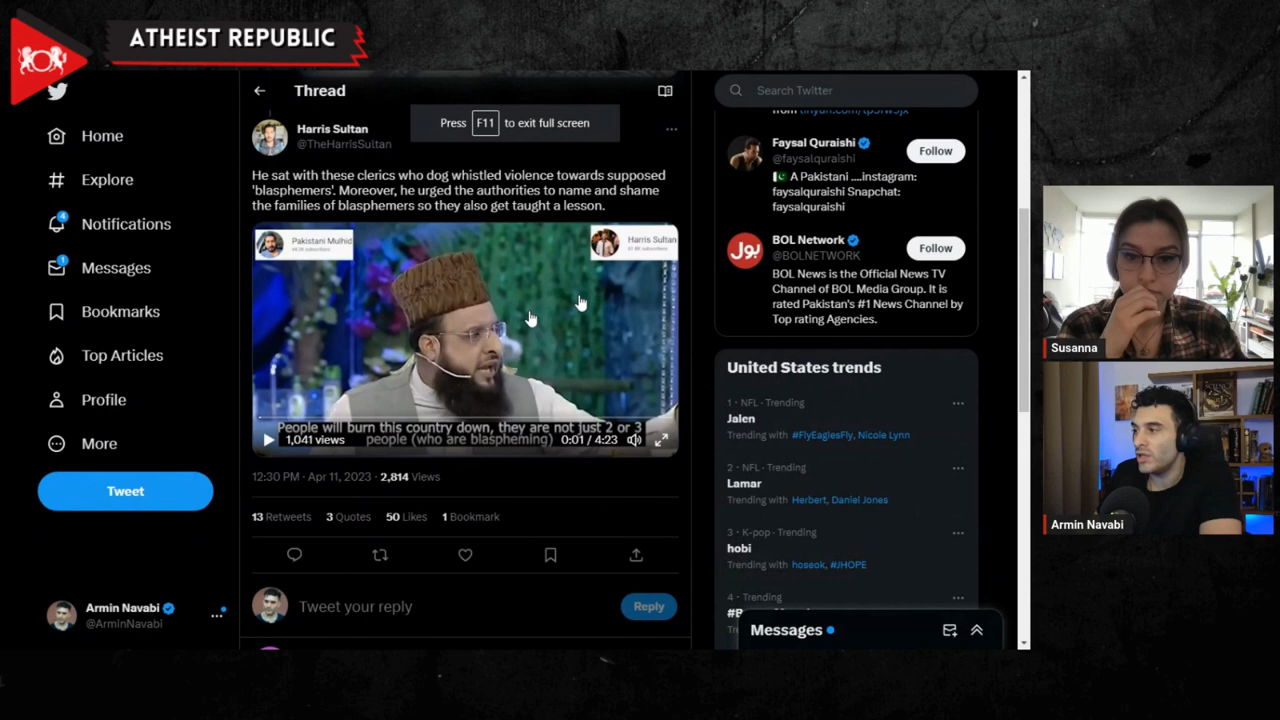 ATHEIST REPUBLIC
Home
Explore
4
Notifications
1
Messages
Bookmarks
Top Articles
Profile
More
Tweet
Armin Navabi
@ArminNavabi
Thread
Press F11 to exit full screen
Harris Sultan
@TheHarrisSultan
He sat with these clerics who dog whistled violence towards supposed
'blasphemers'. Moreover, he urged the authorities to name and shame
the families of blasphemers so they also get taught a lesson.
Pakistani Mulhid
Harris Sultan
People will burn this country down, they are not just 2 or 3
people (who are blaspheming)
1,041 views
0:01 / 4:23
12:30 PM · Apr 11, 2023 · 2,814 Views
13 Retweets 3 Quotes 50 Likes 1 Bookmark
Tweet your reply
Reply
Search Twitter
Faysal Quraishi
@faysalquraishi
Follow
A Pakistani ....instagram:
faysalquraishi Snapchat:
faysalquraishi
بول
BOL Network
@BOLNETWORK
Follow
BOL News is the Official News TV
Channel of BOL Media Group. It is
rated Pakistan's #1 News Channel by
Top rating Agencies.
United States trends
1 · NFL · Trending
Jalen
Trending with #FlyEaglesFly, Nicole Lynn
2 · NFL · Trending
Lamar
Trending with Herbert, Daniel Jones
3 · K-pop · Trending
hobi
Trending with hoseok, #JHOPE
4 · Trending
Messages
Susanna
Armin Navabi